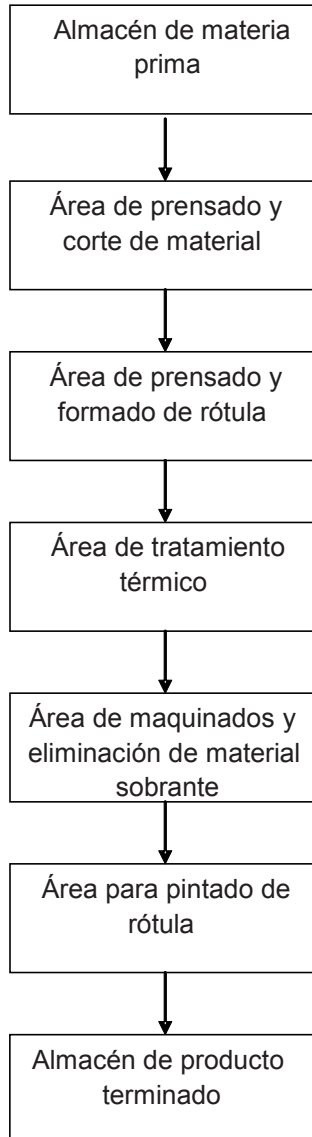 Almacén de materia
prima
Área de prensado y
corte de material
Área de prensado y
formado de rótula
Área de tratamiento
térmico
Área de maquinados y
eliminación de material
sobrante
Área para pintado de
rótula
Almacén de producto
terminado